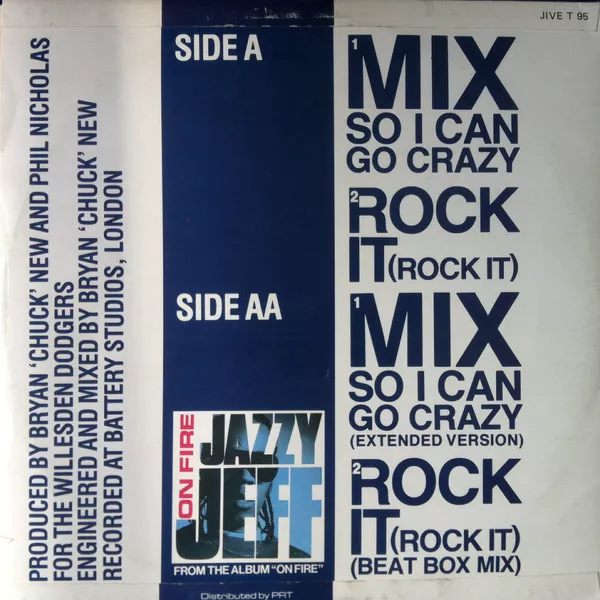 JIVE T 95
PRODUCED BY BRYAN 'CHUCK' NEW AND PHIL NICHOLAS
FOR THE WILLESDEN DODGERS
ENGINEERED AND MIXED BY BRYAN 'CHUCK' NEW
RECORDED AT BATTERY STUDIOS, LONDON
SIDE A
1 MIX
SO I CAN
GO CRAZY
2 ROCK
IT (ROCK IT)
SIDE AA
1 MIX
SO I CAN
GO CRAZY
(EXTENDED VERSION)
2 ROCK
IT (ROCK IT)
(BEAT BOX MIX)
ON FIRE
JAZZY
JEFF
FROM THE ALBUM "ON FIRE"
Distributed by PRT